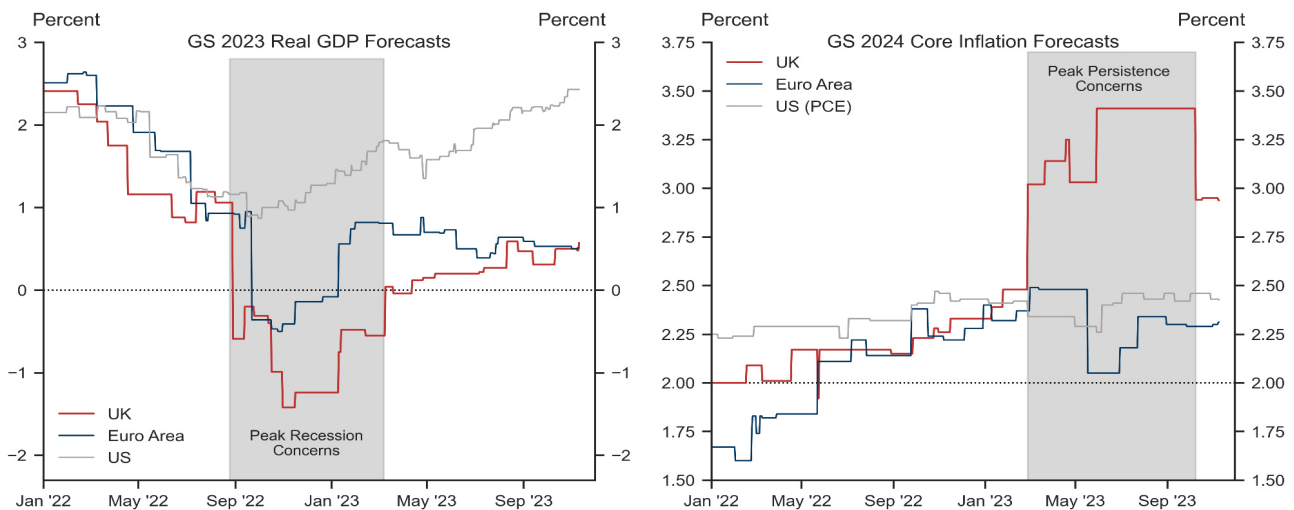 Percent
Percent
GS 2023 Real GDP Forecasts
3
3
2
2
1
1
0
0
−1
−1
−2
−2
UK
Euro Area
US
Peak Recession
Concerns
Jan '22
May '22
Sep '22
Jan '23
May '23
Sep '23
Percent
Percent
GS 2024 Core Inflation Forecasts
3.75
3.75
UK
Euro Area
US (PCE)
Peak Persistence
Concerns
3.50
3.50
3.25
3.25
3.00
3.00
2.75
2.75
2.50
2.50
2.25
2.25
2.00
2.00
1.75
1.75
1.50
1.50
Jan '22
May '22
Sep '22
Jan '23
May '23
Sep '23